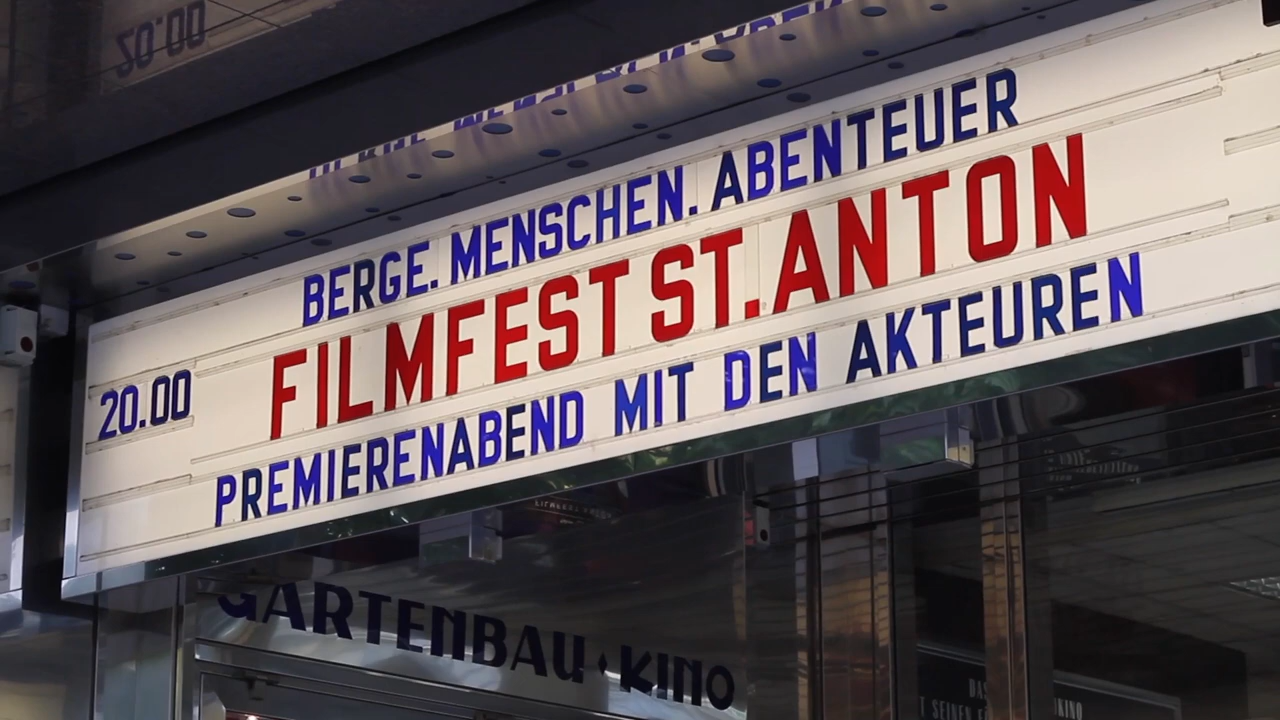 BERGE. MENSCHEN. ABENTEUER
20.00 FILMFEST ST. ANTON
PREMIERENABEND MIT DEN AKTEUREN
GARTENBAU · KINO